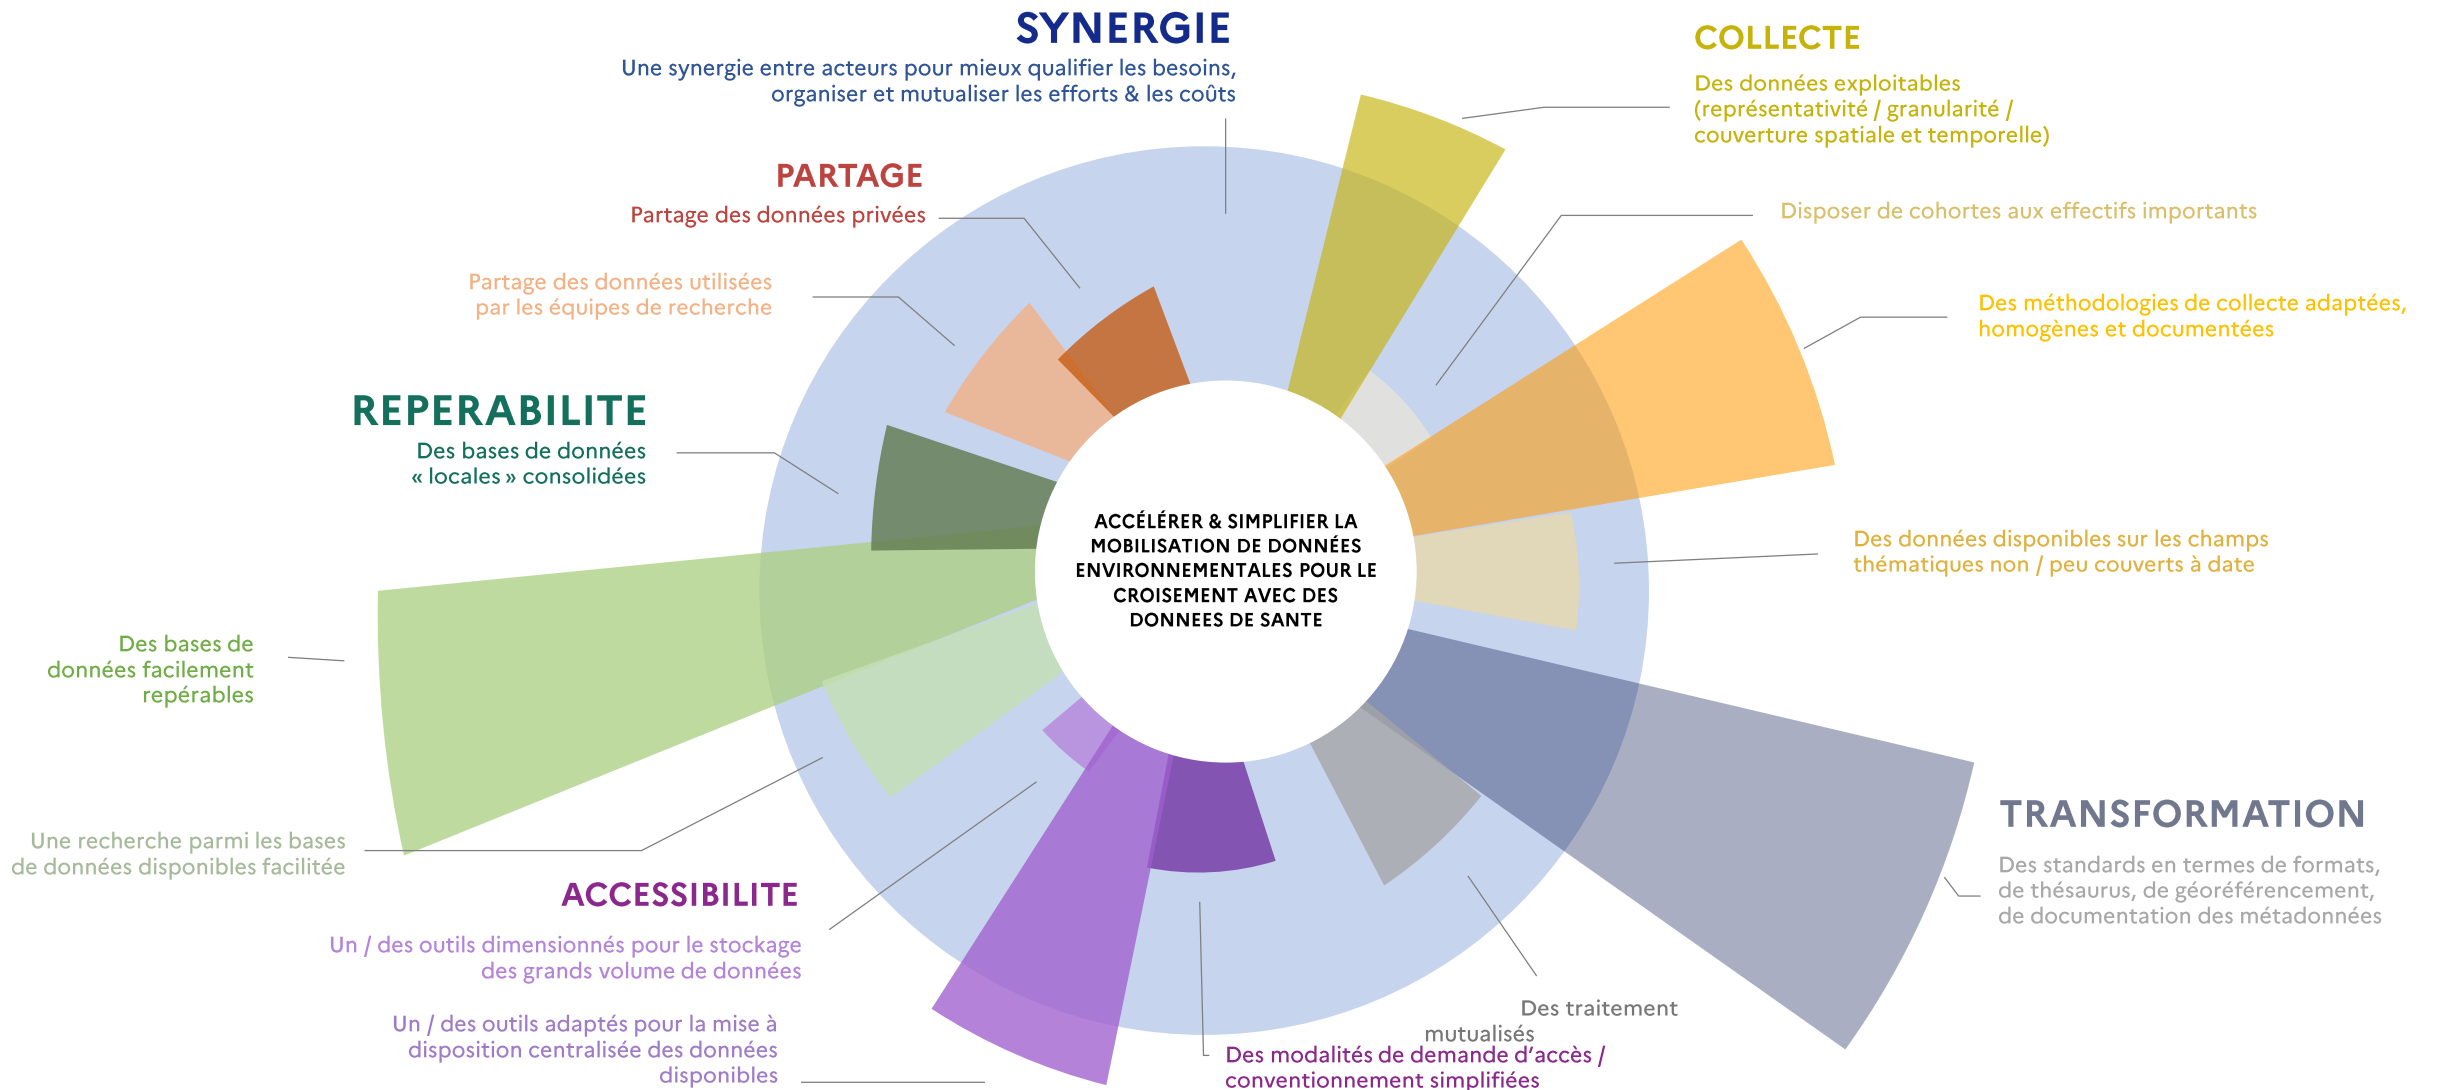 SYNERGIE
Une synergie entre acteurs pour mieux qualifier les besoins,
organiser et mutualiser les efforts & les coûts
COLLECTE
Des données exploitables
(représentativité / granularité /
couverture spatiale et temporelle)
Disposer de cohortes aux effectifs importants
Des méthodologies de collecte adaptées,
homogènes et documentées
Des données disponibles sur les champs
thématiques non / peu couverts à date
TRANSFORMATION
Des standards en termes de formats,
de thésaurus, de géoréférencement,
de documentation des métadonnées
Des traitement
mutualisés
Des modalités de demande d’accès /
conventionnement simplifiées
ACCESSIBILITE
Un / des outils dimensionnés pour le stockage
des grands volume de données
Un / des outils adaptés pour la mise à
disposition centralisée des données
disponibles
PARTAGE
Partage des données privées
Partage des données utilisées
par les équipes de recherche
REPERABILITE
Des bases de données
« locales » consolidées
Des bases de
données facilement
repérables
Une recherche parmi les bases
de données disponibles facilitée
ACCÉLÉRER & SIMPLIFIER LA
MOBILISATION DE DONNÉES
ENVIRONNEMENTALES POUR LE
CROISEMENT AVEC DES
DONNEES DE SANTE